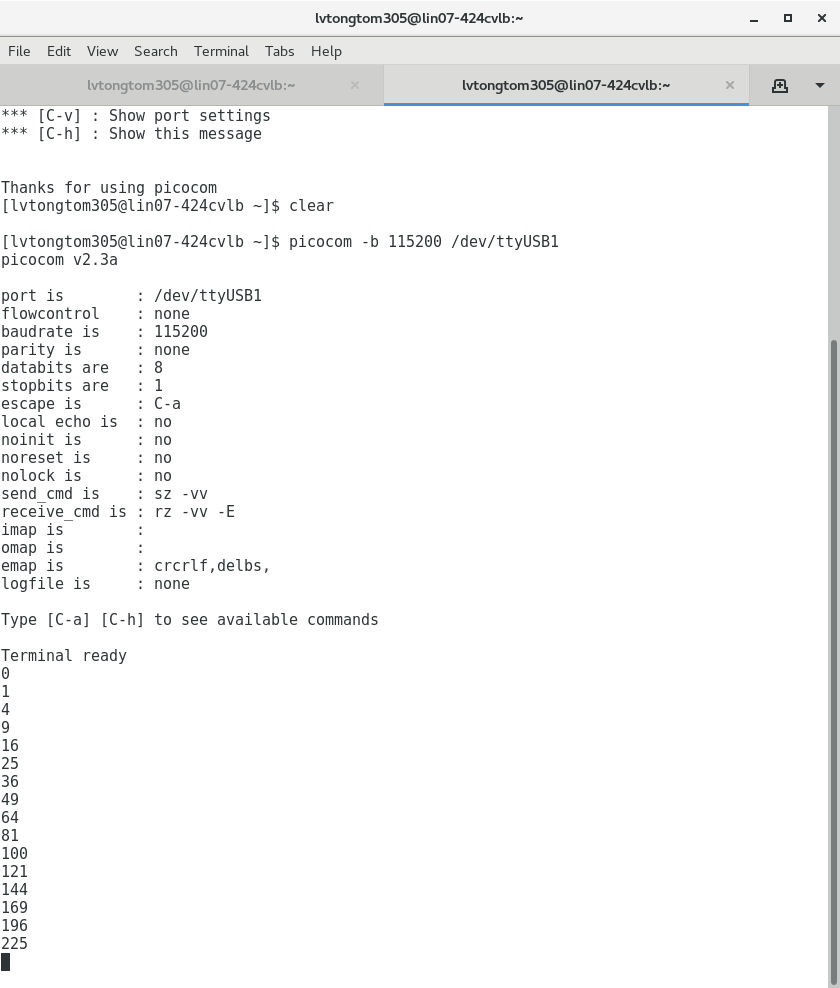 lvtongtom305@lin07-424cvlb:~
File Edit View Search Terminal Tabs Help
lvtongtom305@lin07-424cvlb:~ × lvtongtom305@lin07-424cvlb:~ ×
*** [C-v] : Show port settings
*** [C-h] : Show this message
Thanks for using picocom
[lvtongtom305@lin07-424cvlb ~]$ clear
[lvtongtom305@lin07-424cvlb ~]$ picocom -b 115200 /dev/ttyUSB1
picocom v2.3a
port is        : /dev/ttyUSB1
flowcontrol    : none
baudrate is    : 115200
parity is      : none
databits are   : 8
stopbits are   : 1
escape is      : C-a
local echo is  : no
noinit is      : no
noreset is     : no
nolock is      : no
send_cmd is    : sz -vv
receive_cmd is : rz -vv -E
imap is        :
omap is        :
emap is        : crcrlf,delbs,
logfile is     : none
Type [C-a] [C-h] to see available commands
Terminal ready
0
1
4
9
16
25
36
49
64
81
100
121
144
169
196
225